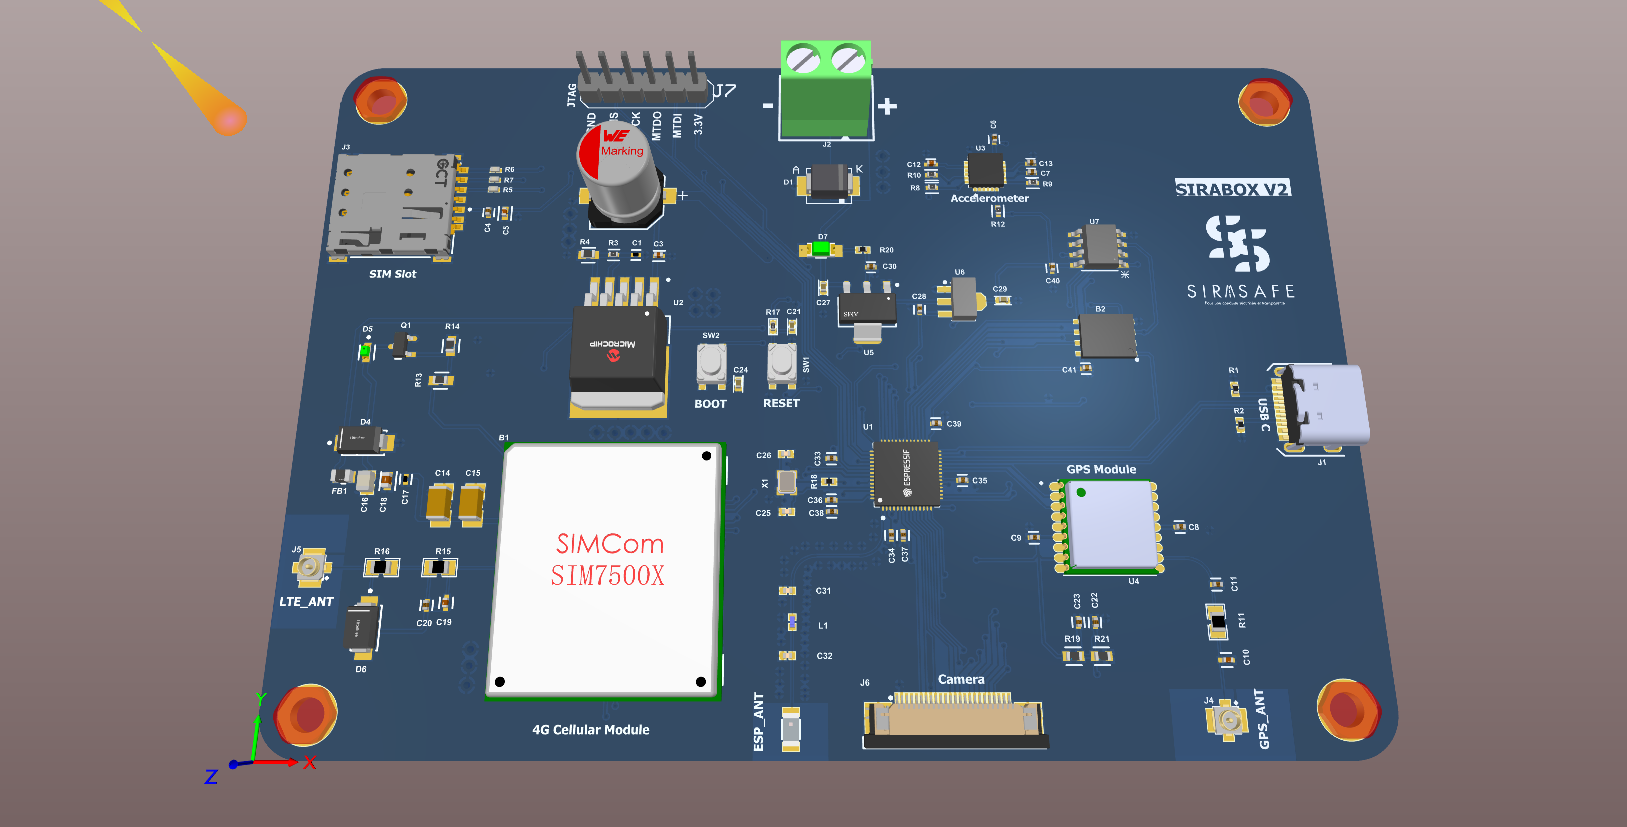 JTAG
J7
GND
MTDO
MTDI
3.3V
WE
Marking
+
-
+
J2
J3
GCT
R6
R7
R5
C4
C5
SIM Slot
A
K
D1
C6
U3
C12
R10
R8
C13
C7
R9
Accelerometer
R12
SIRABOX V2
SIRMSAFE
U7
C40
R4
R3
C1
C3
U2
MICROCHIP
D7
R20
C30
C27
U6
C29
C28
U5
B2
C41
D5
Q1
R14
R13
SW2
R17
C21
SW1
C24
BOOT
RESET
R1
R2
USB C
J1
D4
FB1
C16
C18
C17
C14
C15
B1
SIMCom
SIM7500X
4G Cellular Module
C26
X1
C25
C33
R18
C36
C38
U1
ESPRESSIF
C39
C35
C34
C37
GPS Module
C9
C8
U4
J5
LTE_ANT
R16
R15
C20
C19
D6
C31
L1
C32
ESP_ANT
J6
Camera
C23
C22
R19
R21
C11
R11
C10
J4
GPS_ANT
Y
X
Z